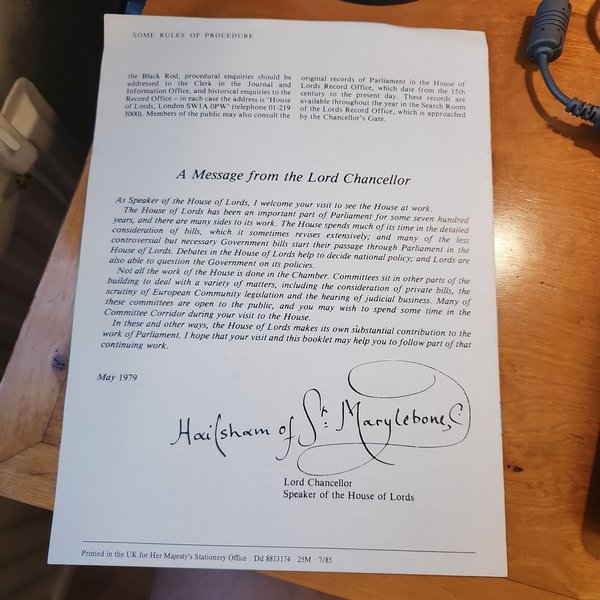 SOME RULES OF PROCEDURE
the Black Rod, procedural enquiries should be
addressed to the Clerk in the Journal and
Information Office, and historical enquiries to the
Record Office – in each case the address is 'House
of Lords, London SW1A 0PW' (telephone 01-219
3000). Members of the public may also consult the
original records of Parliament in the House of
Lords Record Office, which date from the 15th
century to the present day. These records are
available throughout the year in the Search Room
of the Lords Record Office, which is approached
by the Chancellor's Gate.
A Message from the Lord Chancellor
As Speaker of the House of Lords, I welcome your visit to see the House at work.
The House of Lords has been an important part of Parliament for some seven hundred
years, and there are many sides to its work. The House spends much of its time in the detailed
consideration of bills, which it sometimes revises extensively; and many of the less
controversial but necessary Government bills start their passage through Parliament in the
House of Lords. Debates in the House of Lords help to decide national policy; and Lords are
also able to question the Government on its policies.
Not all the work of the House is done in the Chamber. Committees sit in other parts of the
building to deal with a variety of matters, including the consideration of private bills, the
scrutiny of European Community legislation and the hearing of judicial business. Many of
these committees are open to the public, and you may wish to spend some time in the
Committee Corridor during your visit to the House.
In these and other ways, the House of Lords makes its own substantial contribution to the
work of Parliament. I hope that your visit and this booklet may help you to follow part of that
continuing work.
May 1979
Hailsham of St. Marylebone, C.
Lord Chancellor
Speaker of the House of Lords
Printed in the UK for Her Majesty's Stationery Office Dd 8813174 25M 7/85